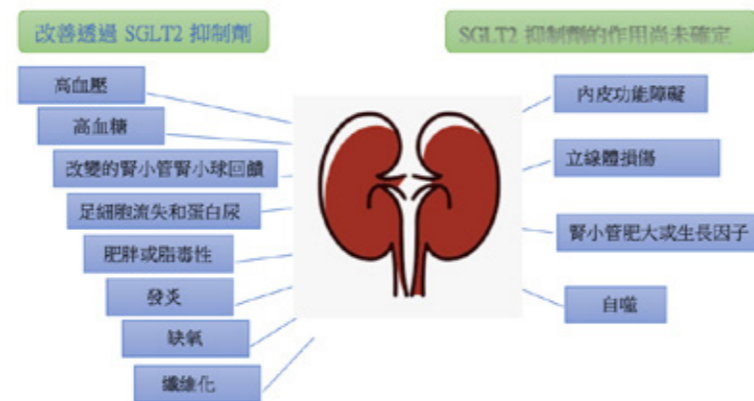 改善透過 SGLT2 抑制劑
SGLT2 抑制劑的作用尚未確定
高血壓
高血糖
改變的腎小管腎小球回饋
足細胞流失和蛋白尿
肥胖或脂毒性
發炎
缺氧
纖維化
內皮功能障礙
立線體損傷
腎小管肥大或生長因子
自噬